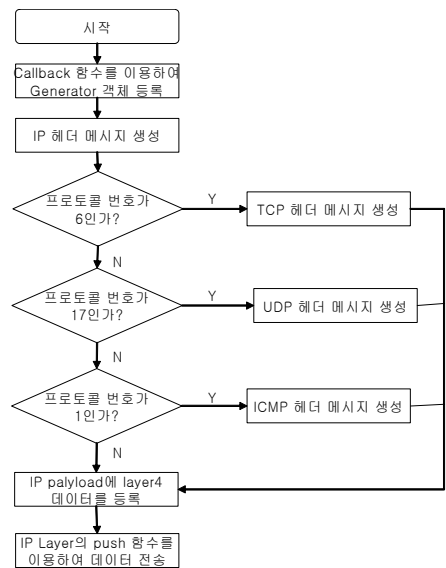 시작
Callback 함수를 이용하여
Generator 객체 등록
IP 헤더 메시지 생성
프로토콜 번호가
6인가?
Y
TCP 헤더 메시지 생성
N
프로토콜 번호가
17인가?
Y
UDP 헤더 메시지 생성
N
프로토콜 번호가
1인가?
Y
ICMP 헤더 메시지 생성
N
IP palyload에 layer4
데이터를 등록
IP Layer의 push 함수를
이용하여 데이터 전송